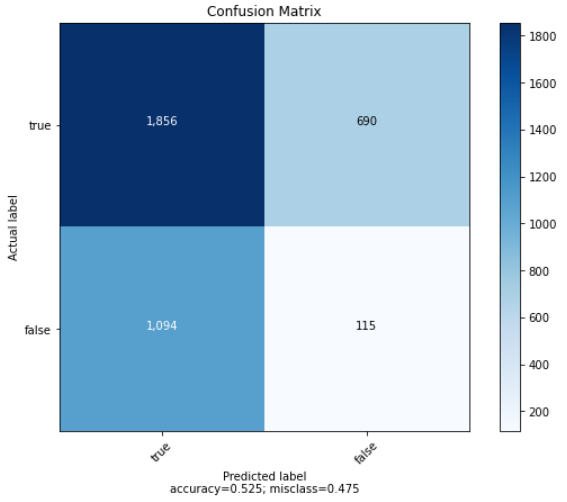 Confusion Matrix
1800
1600
1400
1200
1000
800
600
400
200
Actual label
true
1,856
690
false
1,094
115
true
false
Predicted label
accuracy=0.525; misclass=0.475